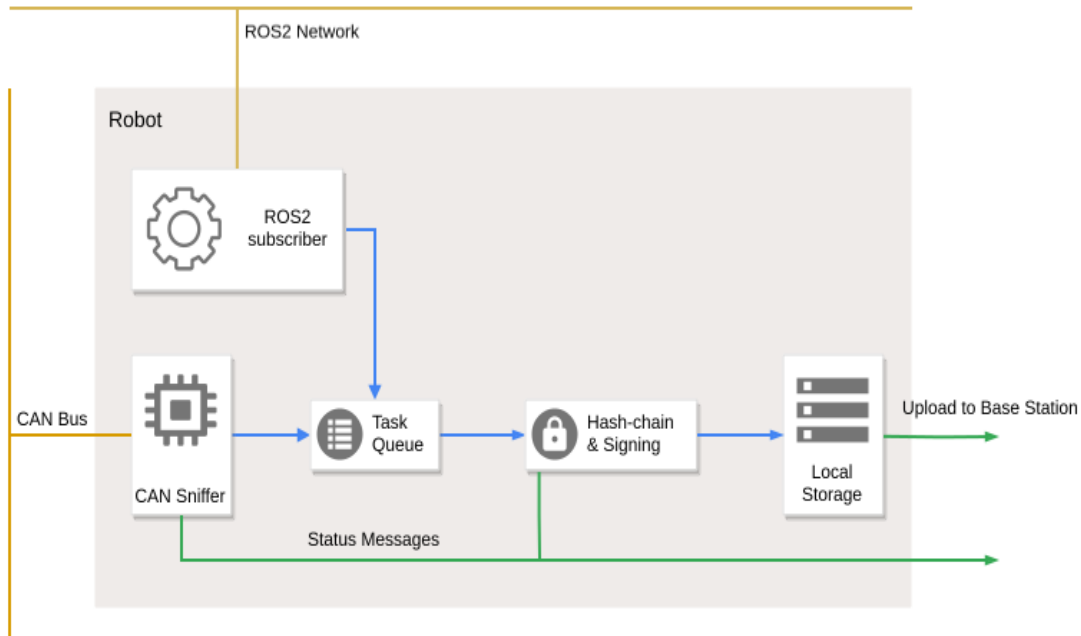 ROS2 Network
Robot
ROS2
subscriber
CAN Bus
CAN Sniffer
Task
Queue
Hash-chain
& Signing
Local
Storage
Upload to Base Station
Status Messages